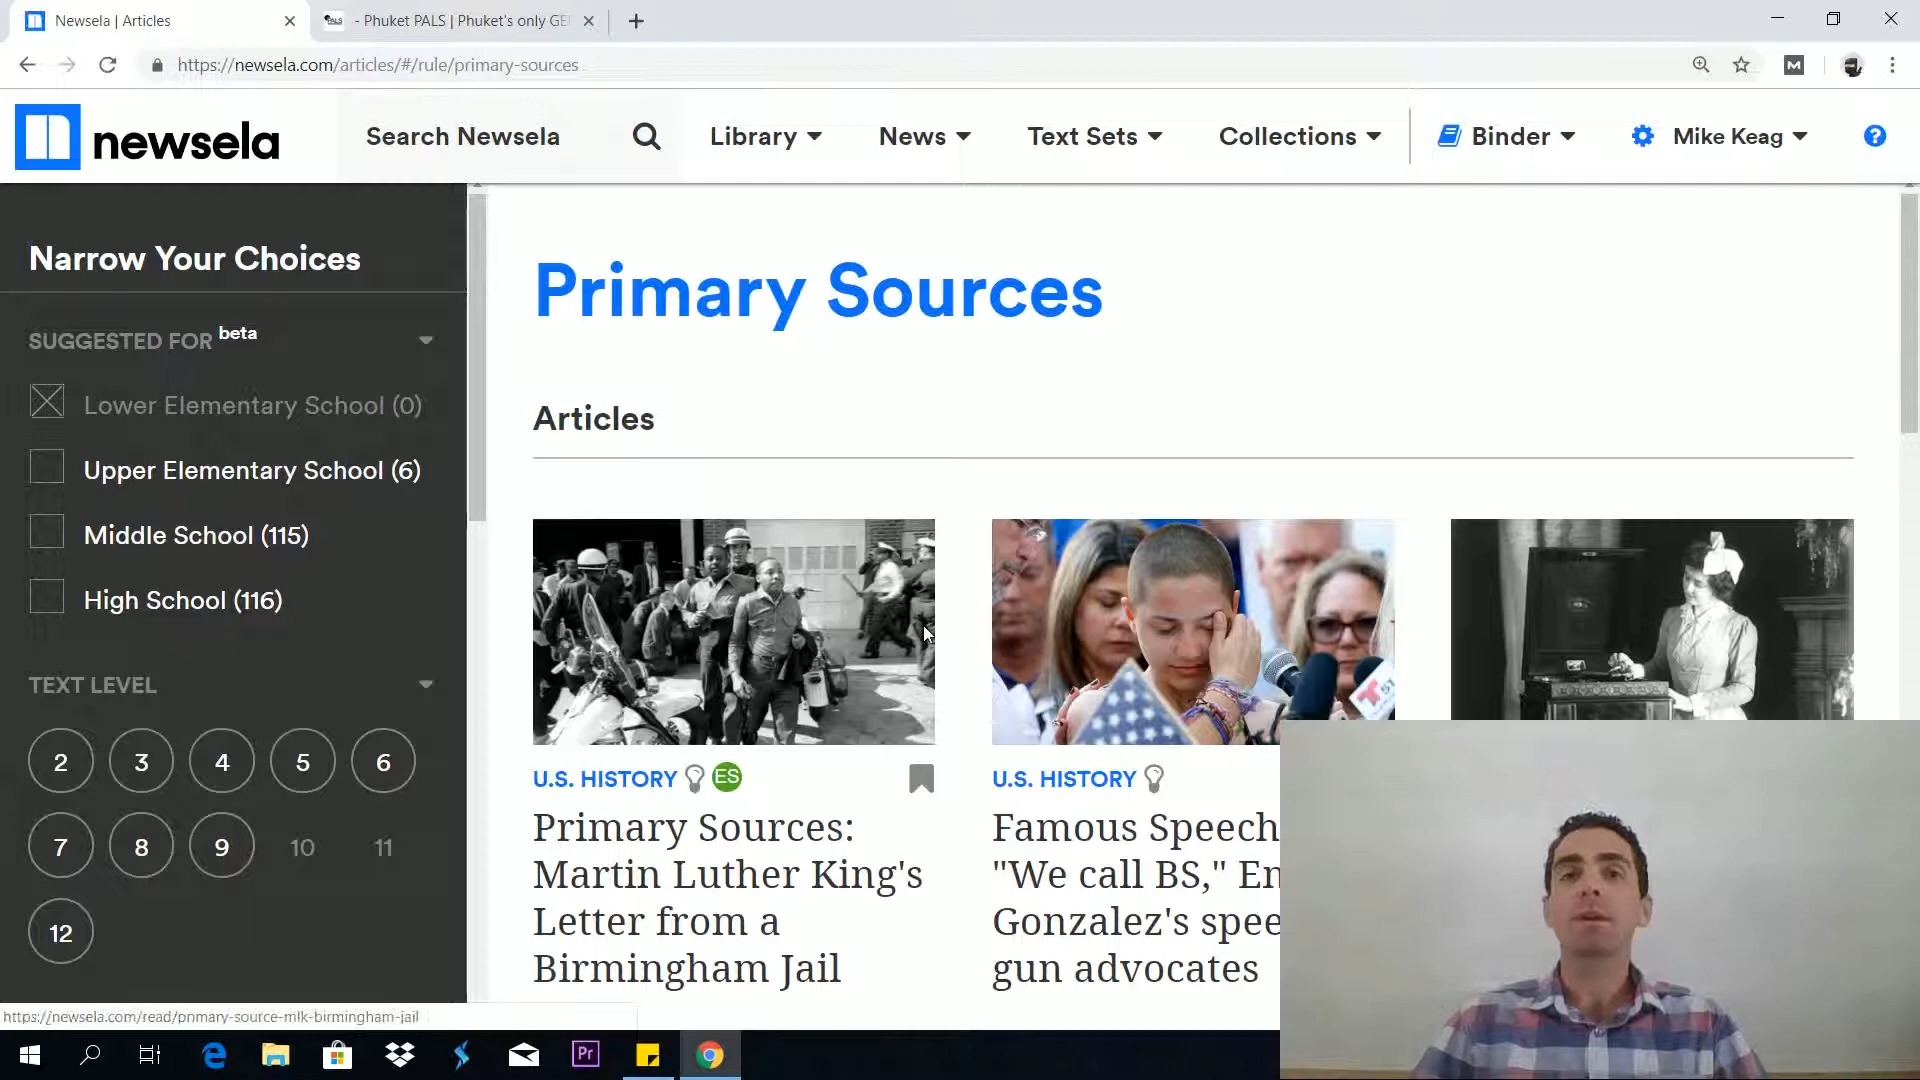 Newsela | Articles
PALS - Phuket PALS | Phuket's only GE
https://newsela.com/articles/#/rule/primary-sources
M
newsela
Search Newsela
Library
News
Text Sets
Collections
Binder
Mike Keag
?
Narrow Your Choices
SUGGESTED FOR beta
Lower Elementary School (0)
Upper Elementary School (6)
Middle School (115)
High School (116)
TEXT LEVEL
2 3 4 5 6
7 8 9 10 11
12
Primary Sources
Articles
U.S. HISTORY ES
Primary Sources:
Martin Luther King's
Letter from a
Birmingham Jail
U.S. HISTORY
Famous Speech
"We call BS," Em
Gonzalez's spee
gun advocates
https://newsela.com/read/primary-source-mlk-birmingham-jail
Pr